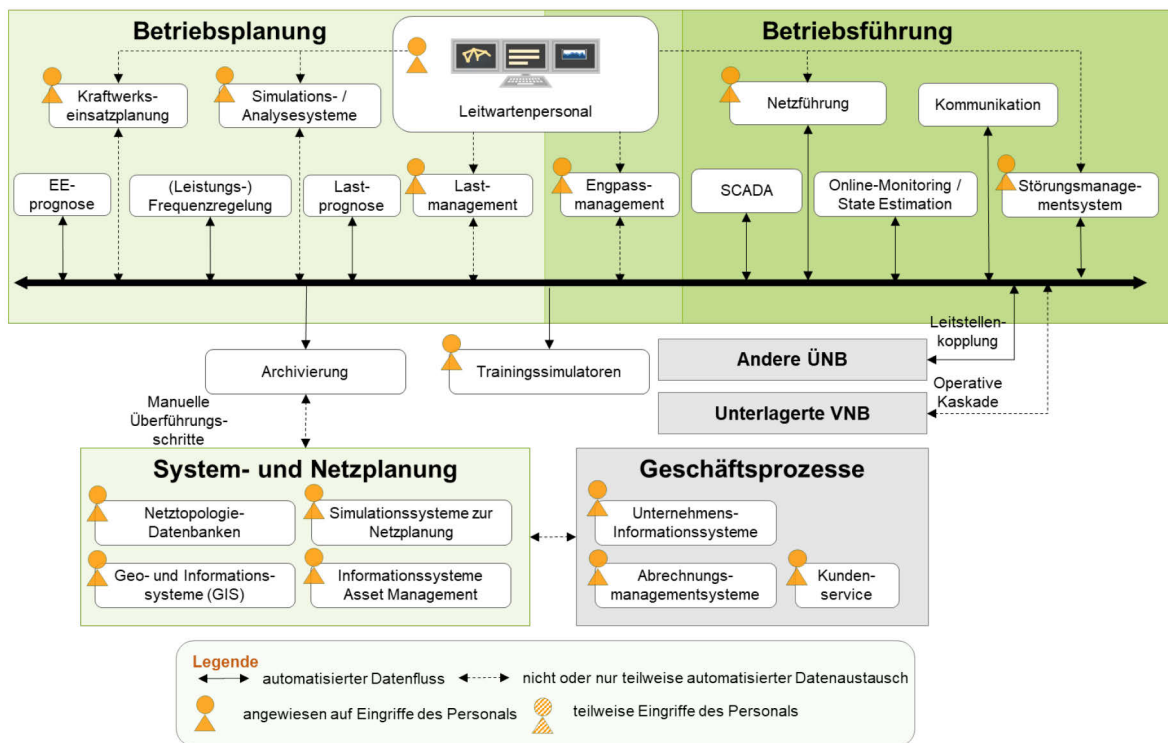 Betriebsplanung
Betriebsführung
Leitwartenpersonal
Kraftwerks-
einsatzplanung
Simulations- /
Analysesysteme
Netzführung
Kommunikation
EE-
prognose
(Leistungs-)
Frequenzregelung
Last-
prognose
Last-
management
Engpass-
management
SCADA
Online-Monitoring /
State Estimation
Störungsmanage-
mentsystem
Archivierung
Trainingssimulatoren
Leitstellen-
kopplung
Andere ÜNB
Operative
Kaskade
Unterlagerte VNB
Manuelle
Überführungs-
schritte
System- und Netzplanung
Netztopologie-
Datenbanken
Simulationssysteme zur
Netzplanung
Geo- und Informations-
systeme (GIS)
Informationssysteme
Asset Management
Geschäftsprozesse
Unternehmens-
Informationssysteme
Abrechnungs-
managementsysteme
Kunden-
service
Legende
automatisierter Datenfluss
nicht oder nur teilweise automatisierter Datenaustausch
angewiesen auf Eingriffe des Personals
teilweise Eingriffe des Personals